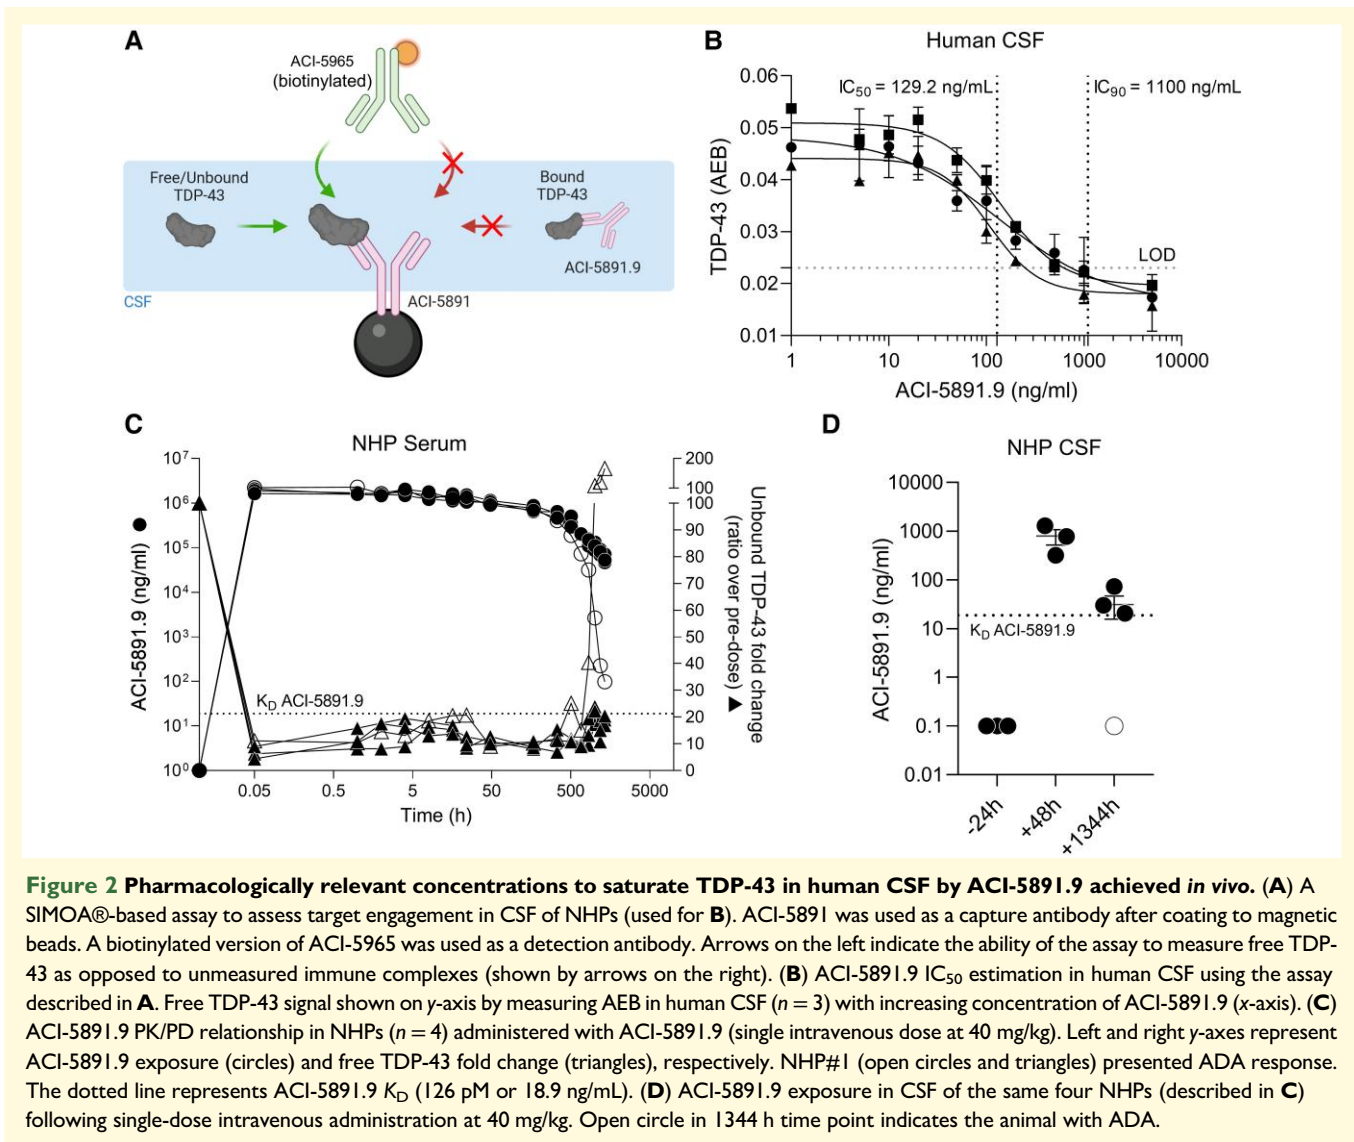 A
ACI-5965
(biotinylated)
Free/Unbound
TDP-43
Bound
TDP-43
ACI-5891.9
CSF
ACI-5891
B
Human CSF
IC50 = 129.2 ng/mL
IC90 = 1100 ng/mL
TDP-43 (AEB)
0.06
0.05
0.04
0.03
0.02
0.01
LOD
1
10
100
1000
10000
ACI-5891.9 (ng/ml)
C
NHP Serum
ACI-5891.9 (ng/ml)
10⁷
10⁶
10⁵
10⁴
10³
10²
10¹
10⁰
KD ACI-5891.9
200
100
100
90
80
70
60
50
40
30
20
10
0
Unbound TDP-43 fold change
(ratio over pre-dose)
0.05
0.5
5
50
500
5000
Time (h)
D
NHP CSF
ACI-5891.9 (ng/ml)
10000
1000
100
10
1
0.1
0.01
KD ACI-5891.9
-24h
+48h
+1344h
Figure 2 Pharmacologically relevant concentrations to saturate TDP-43 in human CSF by ACI-5891.9 achieved in vivo. (A) A
SIMOA®-based assay to assess target engagement in CSF of NHPs (used for B). ACI-5891 was used as a capture antibody after coating to magnetic
beads. A biotinylated version of ACI-5965 was used as a detection antibody. Arrows on the left indicate the ability of the assay to measure free TDP-
43 as opposed to unmeasured immune complexes (shown by arrows on the right). (B) ACI-5891.9 IC50 estimation in human CSF using the assay
described in A. Free TDP-43 signal shown on y-axis by measuring AEB in human CSF (n = 3) with increasing concentration of ACI-5891.9 (x-axis). (C)
ACI-5891.9 PK/PD relationship in NHPs (n = 4) administered with ACI-5891.9 (single intravenous dose at 40 mg/kg). Left and right y-axes represent
ACI-5891.9 exposure (circles) and free TDP-43 fold change (triangles), respectively. NHP#1 (open circles and triangles) presented ADA response.
The dotted line represents ACI-5891.9 KD (126 pM or 18.9 ng/mL). (D) ACI-5891.9 exposure in CSF of the same four NHPs (described in C)
following single-dose intravenous administration at 40 mg/kg. Open circle in 1344 h time point indicates the animal with ADA.